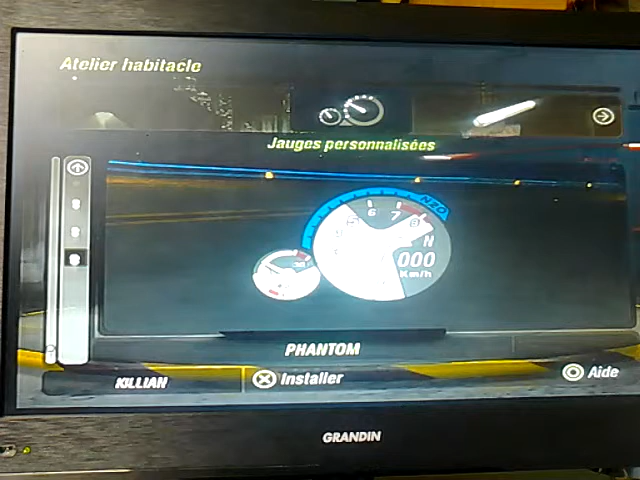 Atelier habitacle
Jauges personnalisées
6 7 8
N2O
N
000
Km/h
PHANTOM
KILLIAN
Installer
Aide
GRANDIN